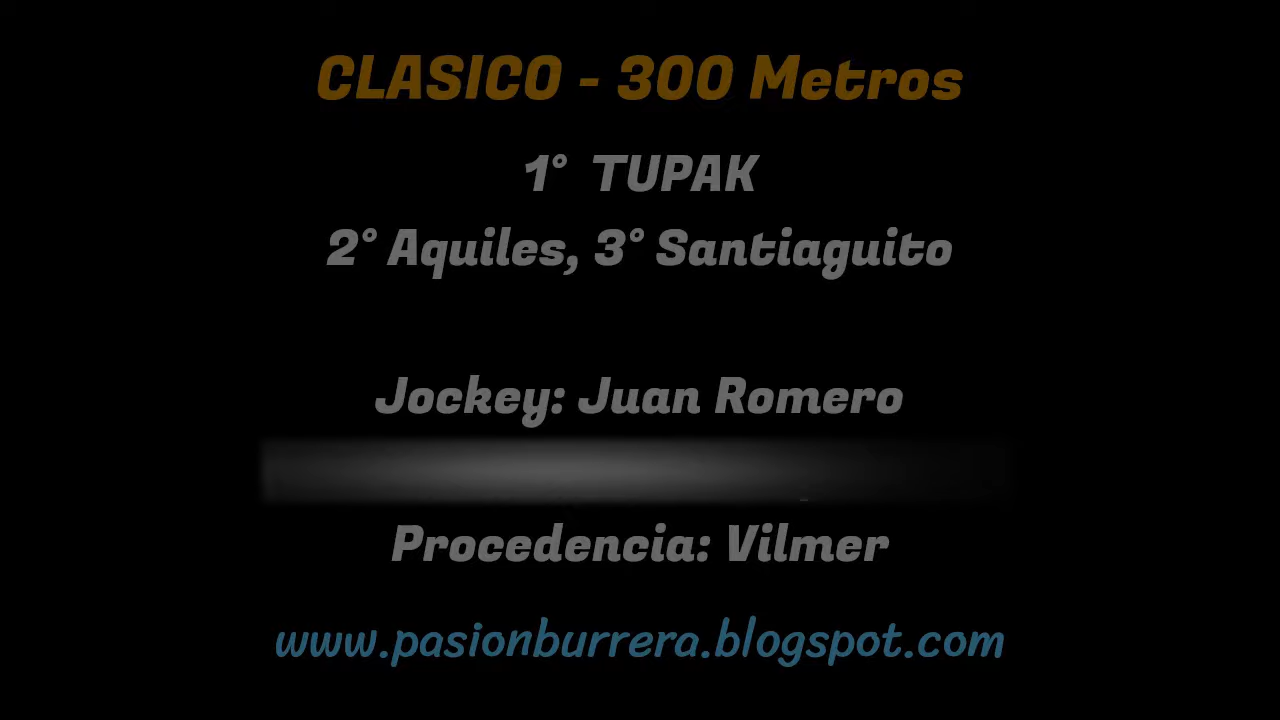 CLASICO - 300 Metros
1° TUPAK
2° Aquiles, 3° Santiaguito
Jockey: Juan Romero
Procedencia: Vilmer
www.pasionburrera.blogspot.com